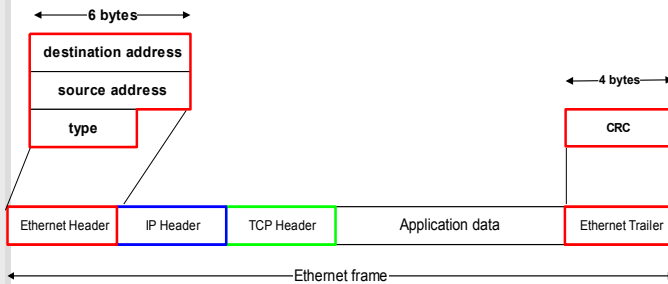 6 bytes
destination address
source address
type
4 bytes
CRC
Ethernet Header IP Header TCP Header Application data Ethernet Trailer
Ethernet frame